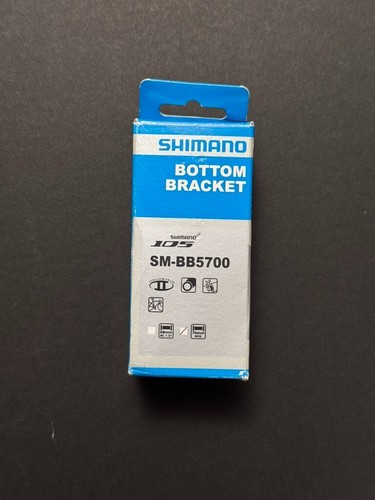 SHIMANO
BOTTOM
BRACKET
SHIMANO
105
SM-BB5700